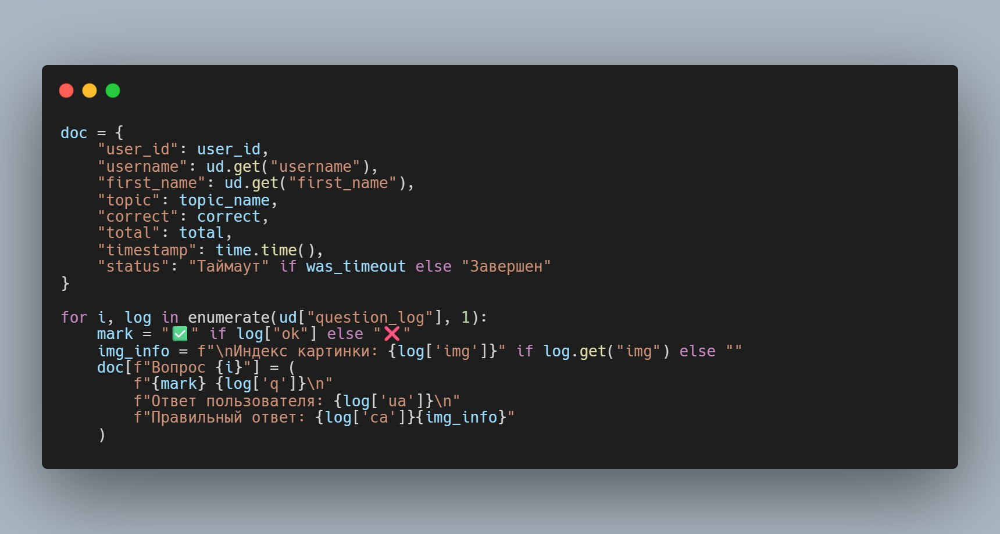 doc = {
    "user_id": user_id,
    "username": ud.get("username"),
    "first_name": ud.get("first_name"),
    "topic": topic_name,
    "correct": correct,
    "total": total,
    "timestamp": time.time(),
    "status": "Таймаут" if was_timeout else "Завершен"
}

for i, log in enumerate(ud["question_log"], 1):
    mark = "✅" if log["ok"] else "❌"
    img_info = f"\nИндекс картинки: {log['img']}" if log.get("img") else ""
    doc[f"Вопрос {i}"] = (
        f"{mark} {log['q']}\n"
        f"Ответ пользователя: {log['ua']}\n"
        f"Правильный ответ: {log['ca']}{img_info}"
    )